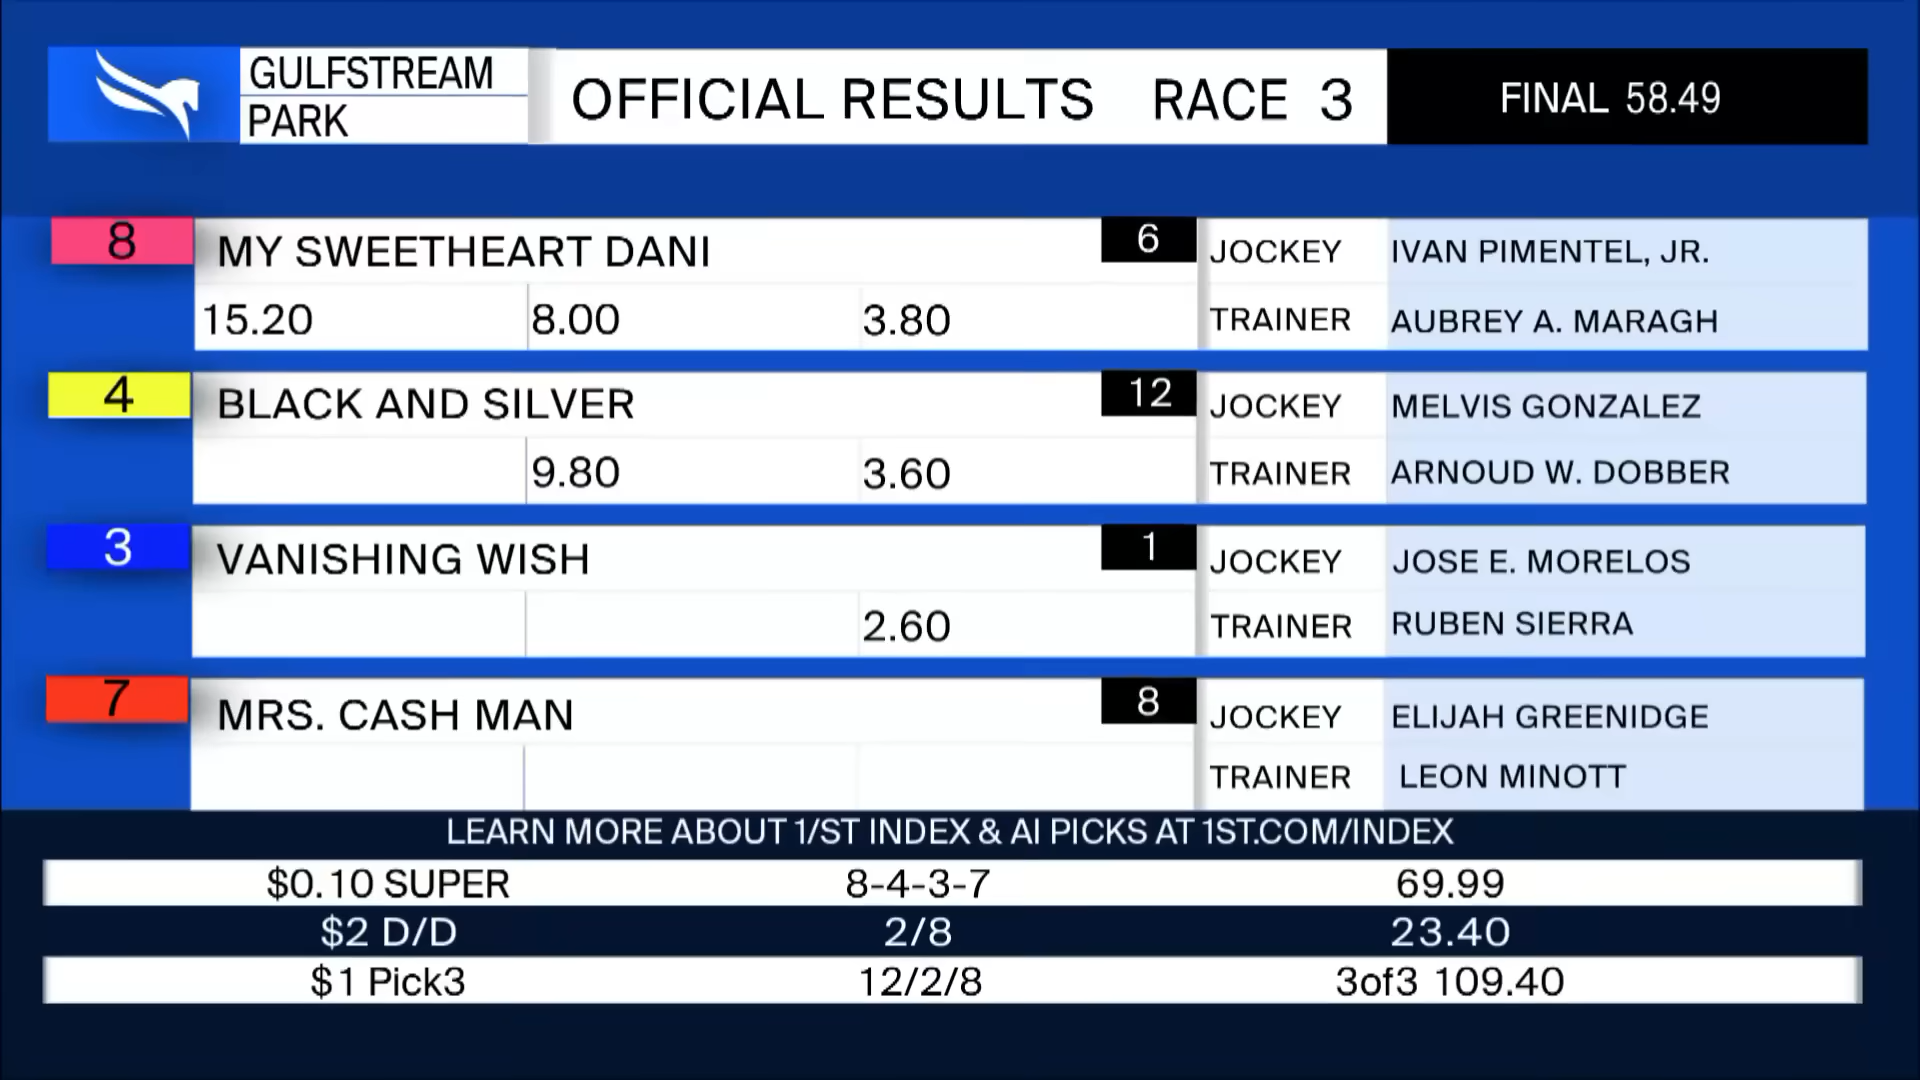 GULFSTREAM
PARK
OFFICIAL RESULTS RACE 3
FINAL 58.49
8 MY SWEETHEART DANI 6 JOCKEY IVAN PIMENTEL, JR.
15.20 8.00 3.80 TRAINER AUBREY A. MARAGH
4 BLACK AND SILVER 12 JOCKEY MELVIS GONZALEZ
9.80 3.60 TRAINER ARNOUD W. DOBBER
3 VANISHING WISH 1 JOCKEY JOSE E. MORELOS
2.60 TRAINER RUBEN SIERRA
7 MRS. CASH MAN 8 JOCKEY ELIJAH GREENIDGE
TRAINER LEON MINOTT
LEARN MORE ABOUT 1/ST INDEX & AI PICKS AT 1ST.COM/INDEX
$0.10 SUPER 8-4-3-7 69.99
$2 D/D 2/8 23.40
$1 Pick3 12/2/8 3of3 109.40